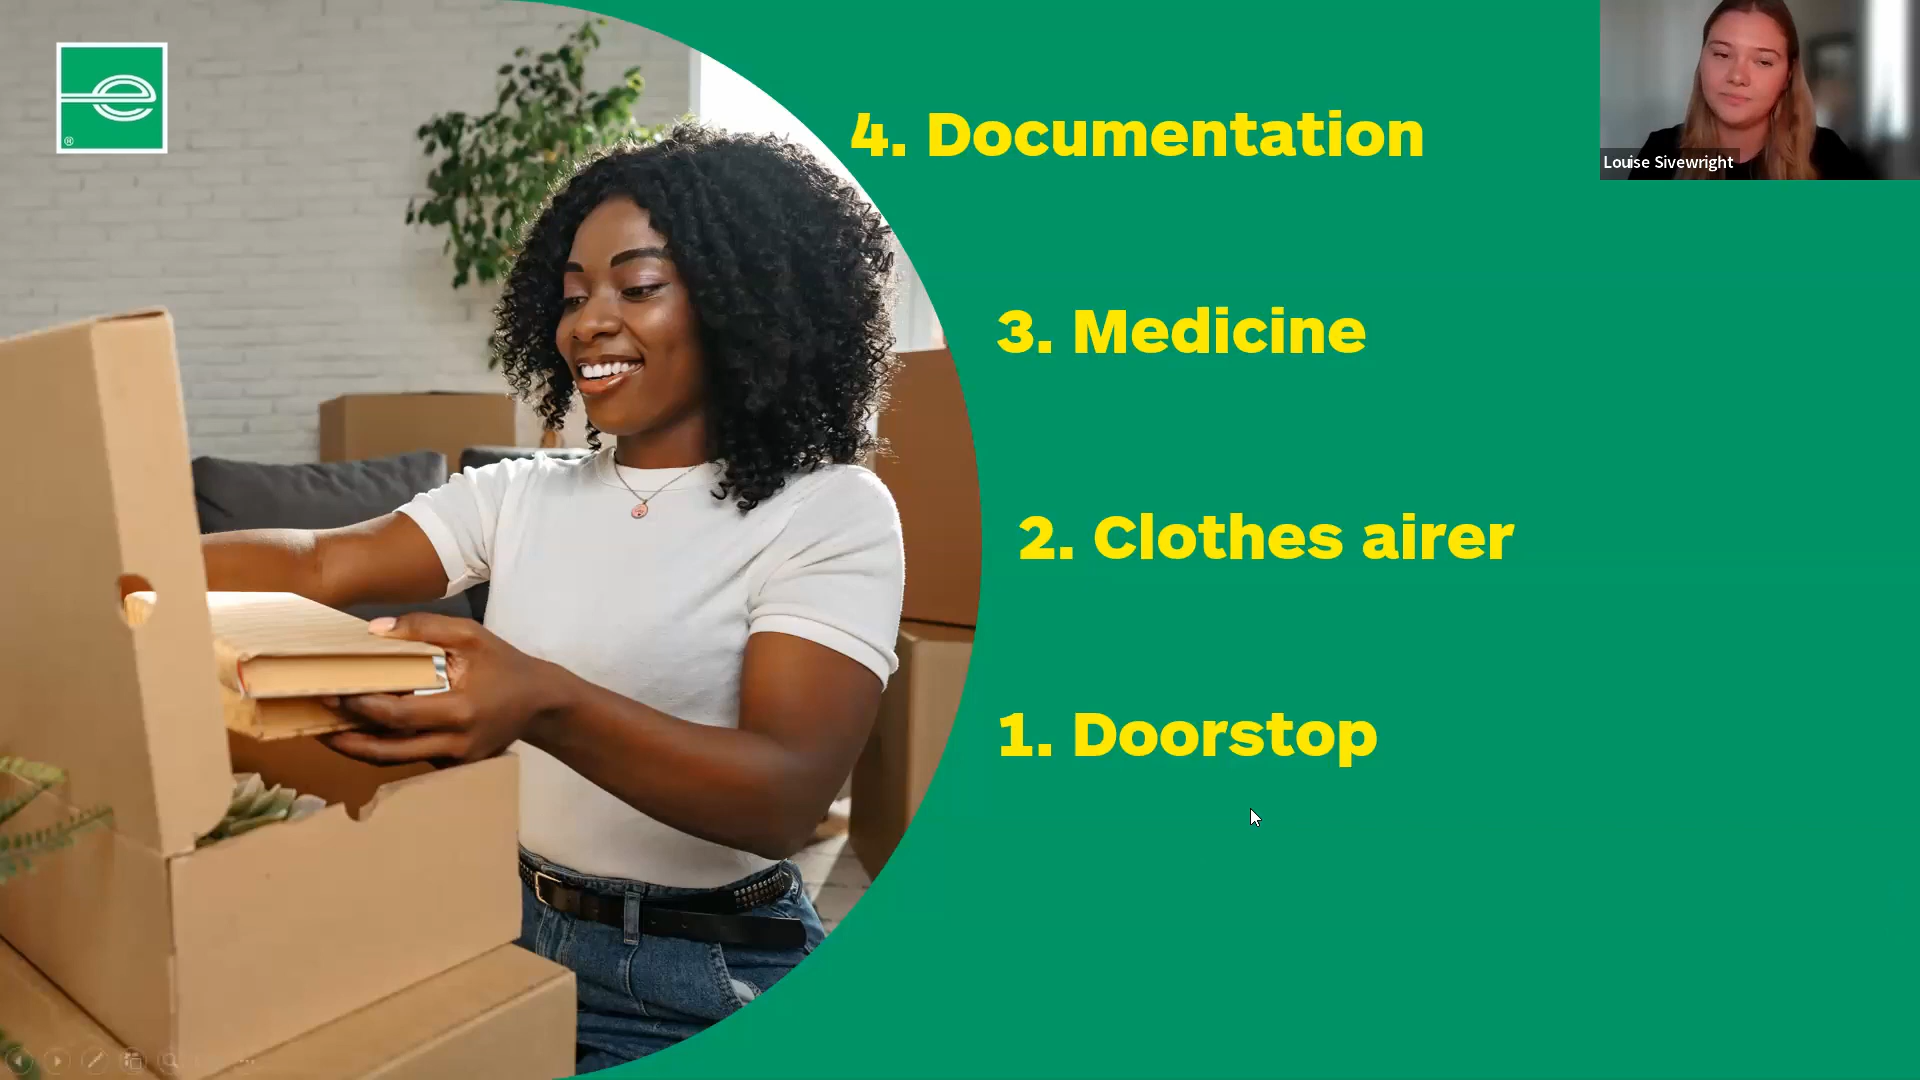 e
®
4. Documentation
Louise Sivewright
3. Medicine
2. Clothes airer
1. Doorstop